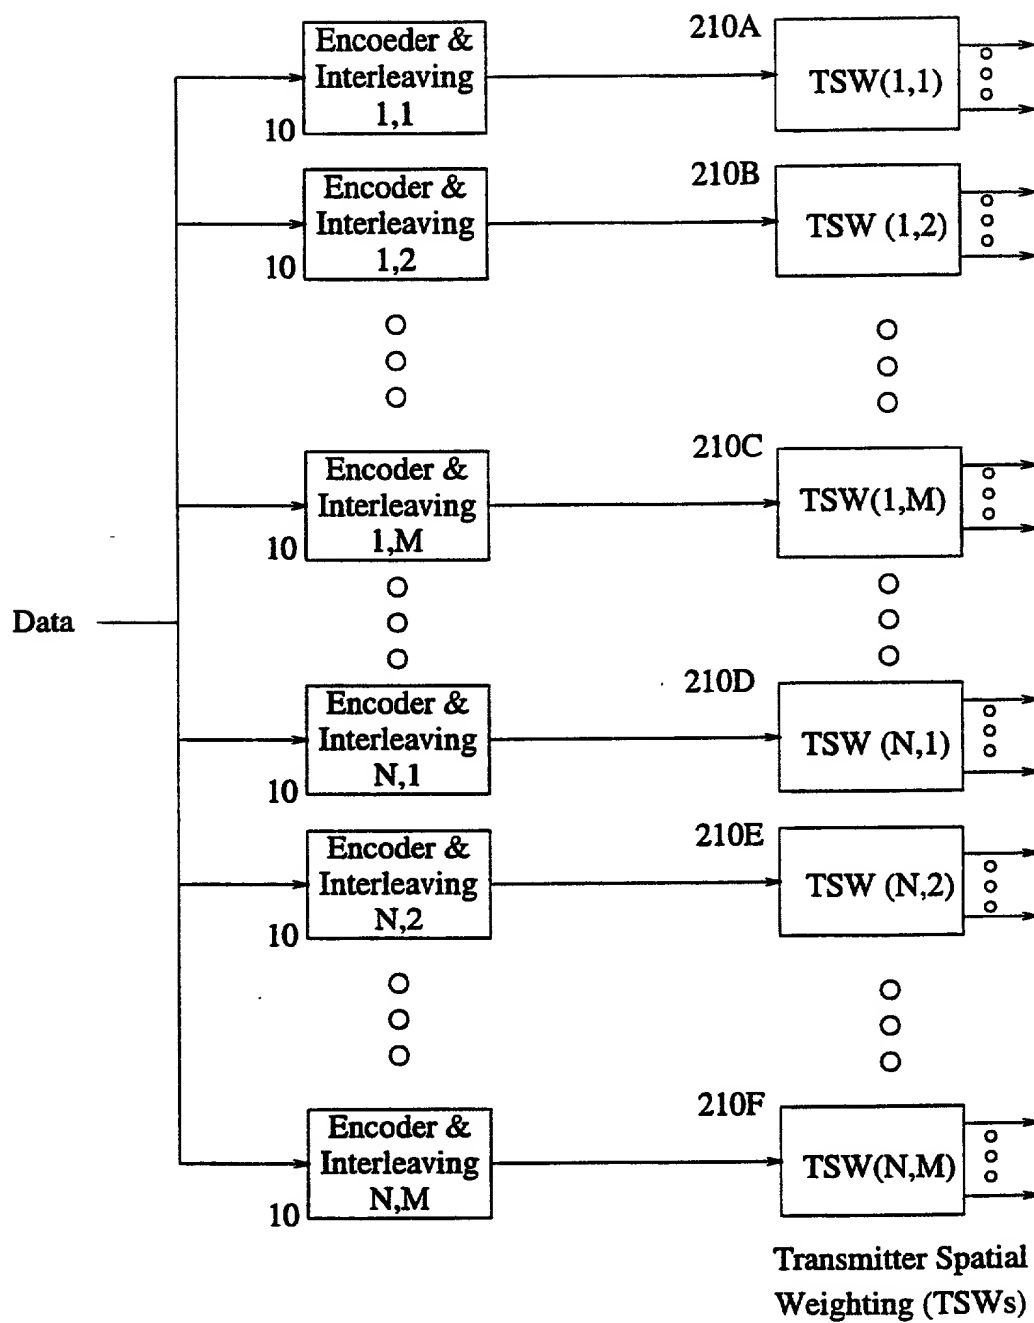 Encoeder &
Interleaving
1,1
10
210A
TSW(1,1)
Encoder &
Interleaving
1,2
10
210B
TSW (1,2)
Encoder &
Interleaving
1,M
10
210C
TSW(1,M)
Data
Encoder &
Interleaving
N,1
10
210D
TSW (N,1)
Encoder &
Interleaving
N,2
10
210E
TSW (N,2)
Encoder &
Interleaving
N,M
10
210F
TSW(N,M)
Transmitter Spatial
Weighting (TSWs)